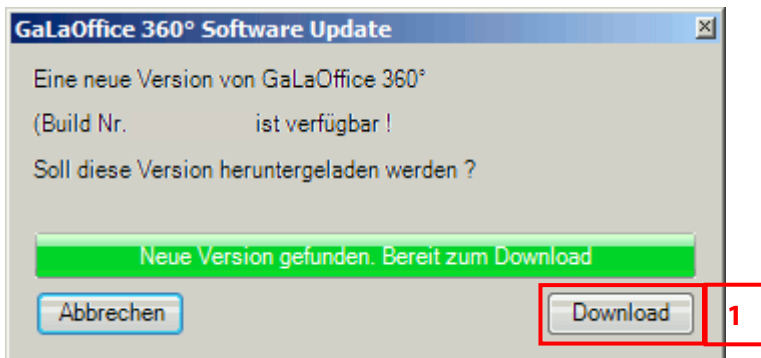 GaLaOffice 360° Software Update
Eine neue Version von GaLaOffice 360°
(Build Nr. ist verfügbar !
Soll diese Version heruntergeladen werden ?
Neue Version gefunden. Bereit zum Download
Abbrechen Download 1